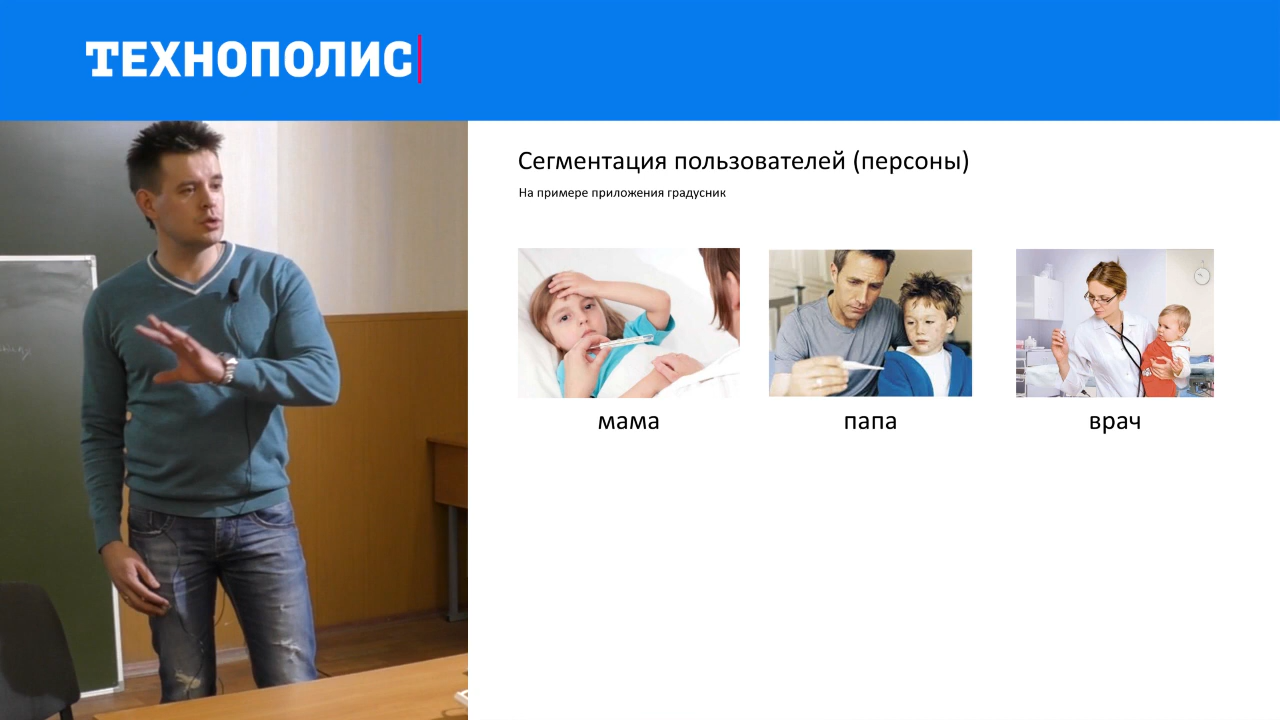 ТЕХНОПОЛИС
Сегментация пользователей (персоны)
На примере приложения градусник
мама
папа
врач